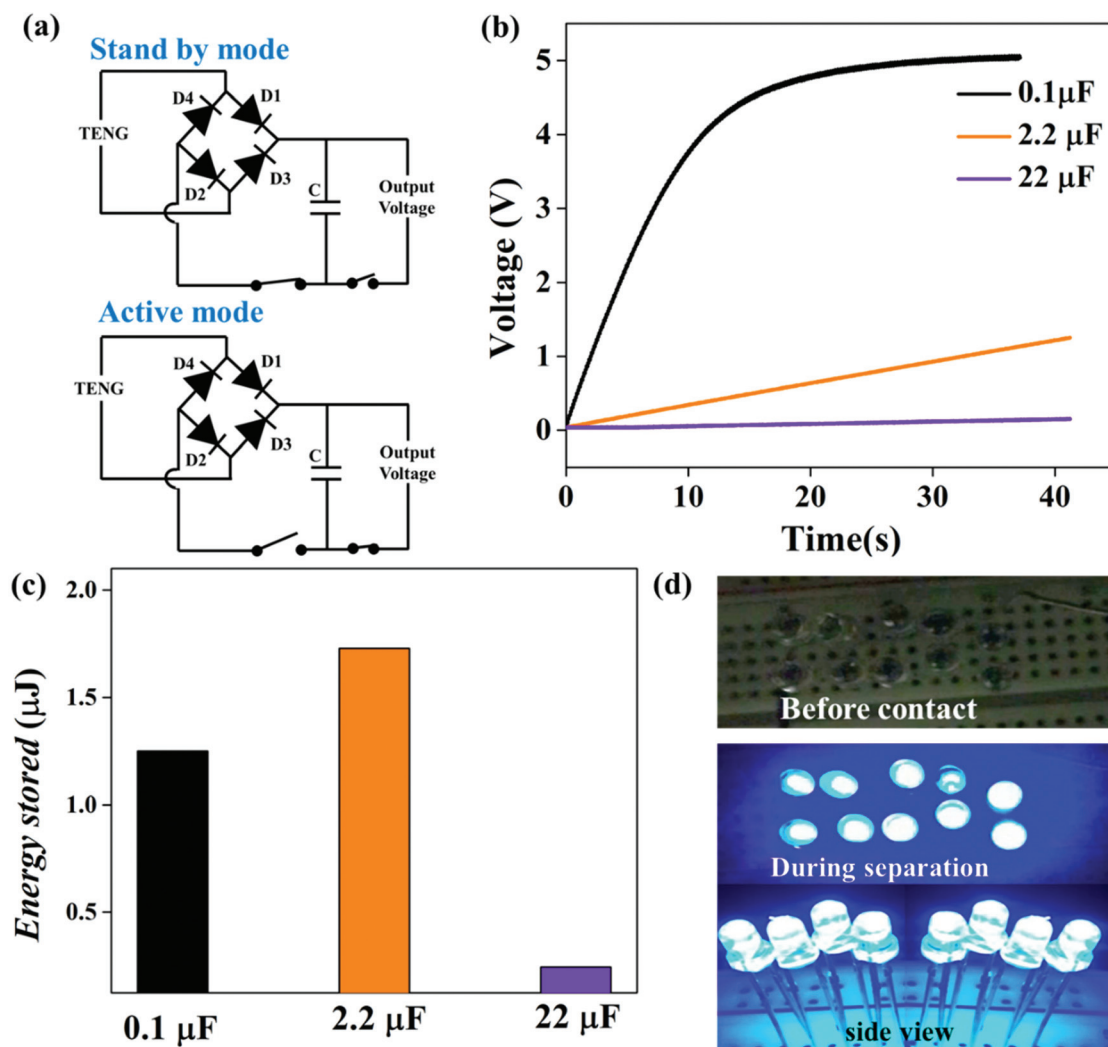 (a)
Stand by mode
D4
D1
TENG
D2
D3
C
Output
Voltage
Active mode
D4
D1
TENG
D2
D3
C
Output
Voltage
(b)
5
4
3
2
1
0
Voltage (V)
0.1μF
2.2 μF
22 μF
0
10
20
30
40
Time(s)
(c)
2.0
1.5
1.0
0.5
Energy stored (μJ)
0.1 μF
2.2 μF
22 μF
(d)
Before contact
During separation
side view